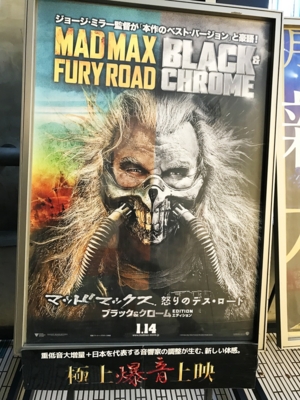 ジョージ・ミラー監督が“本作のベスト・バージョン”と豪語!
MAD MAX
FURY ROAD
BLACK &
CHROME
マッドマックス 怒りのデス・ロード
ブラック&クローム EDITION
エディション
1.14
重低音大増量+日本を代表する音響家の調整が生む、新しい体感。
極上爆音上映